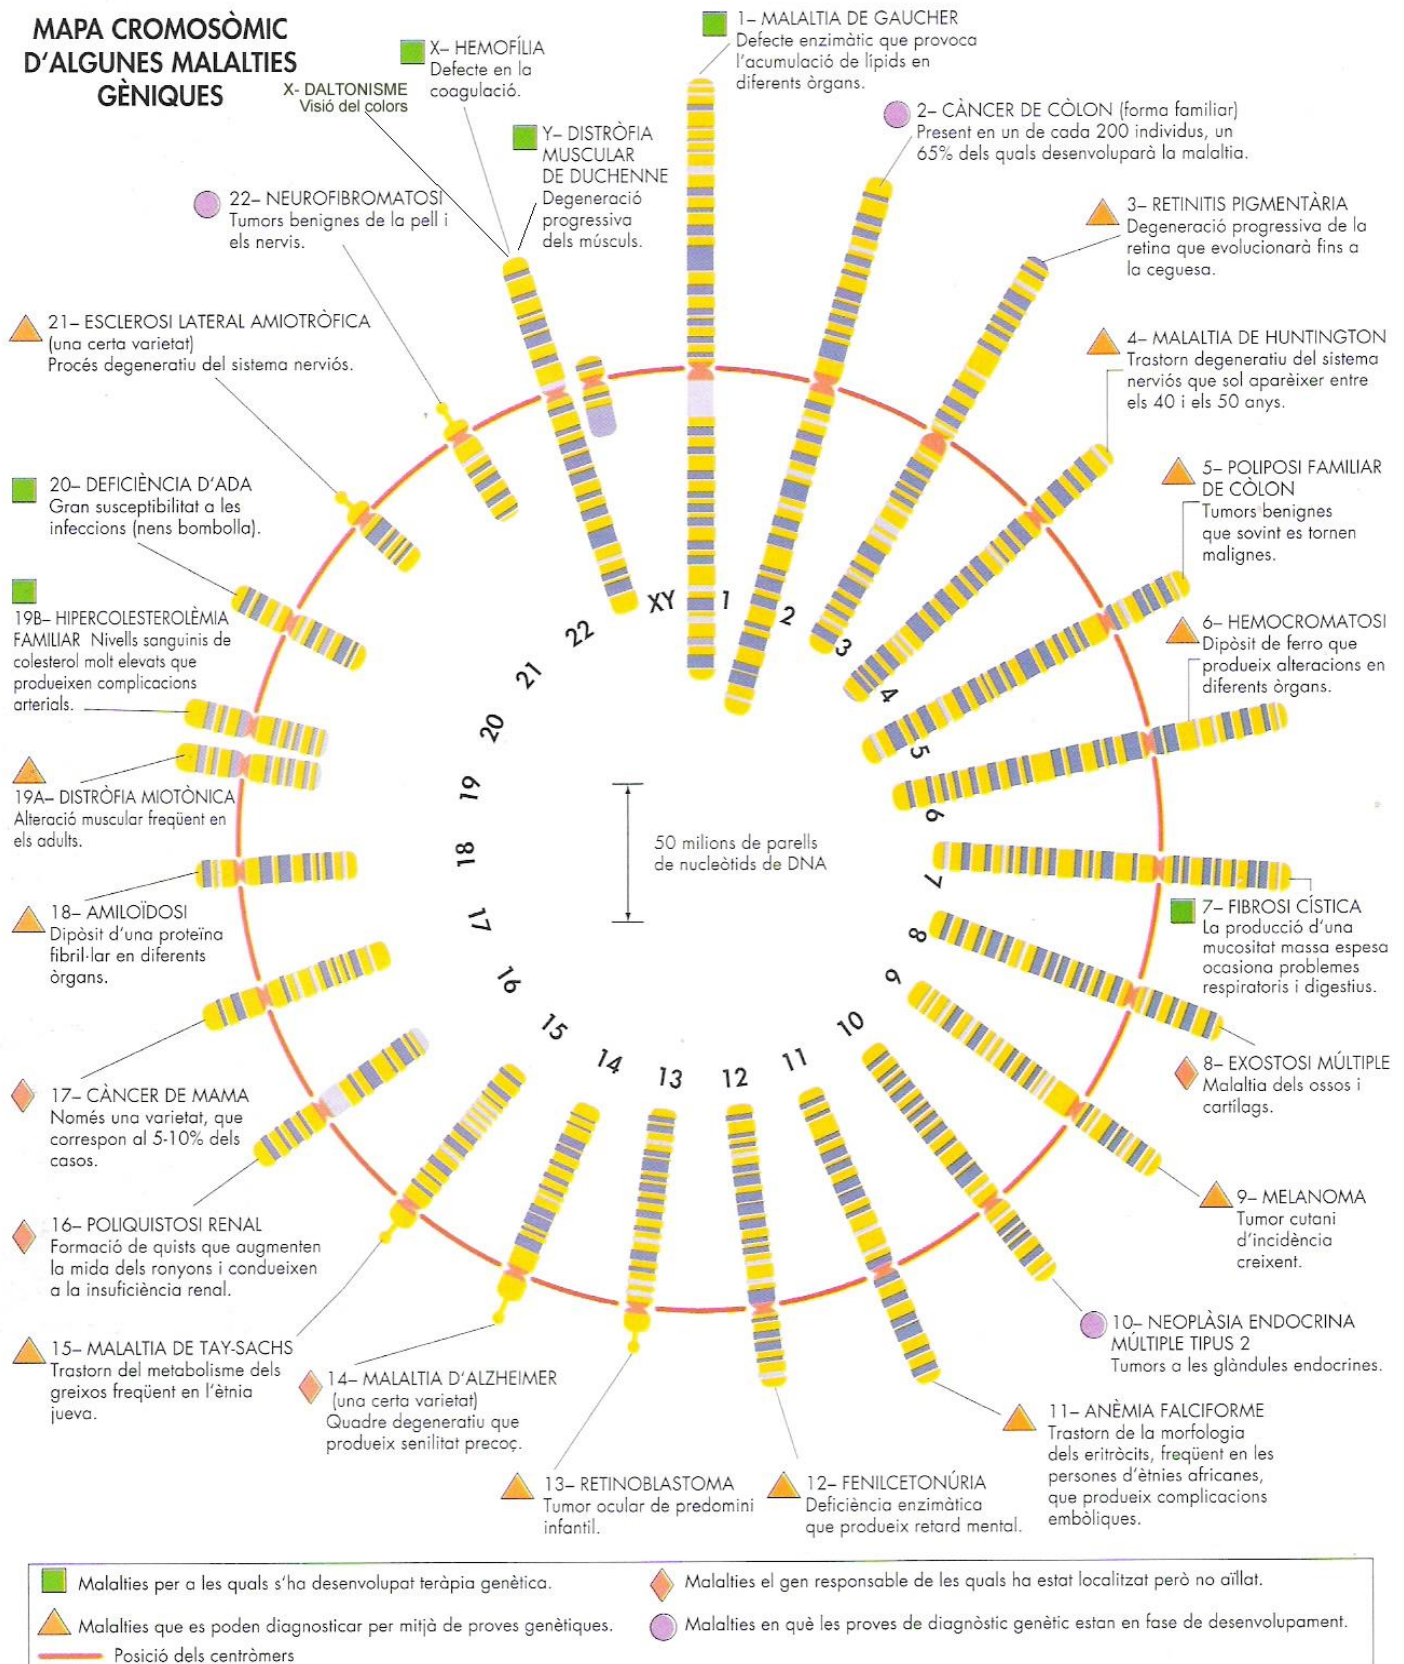 MAPA CROMOSÒMIC
D'ALGUNES MALALTIES
GÈNIQUES
X- DALTONISME
Visió del colors
X– HEMOFÍLIA
Defecte en la
coagulació.
Y– DISTRÒFIA
MUSCULAR
DE DUCHENNE
Degeneració
progressiva
dels músculs.
1– MALALTIA DE GAUCHER
Defecte enzimàtic que provoca
l'acumulació de lípids en
diferents òrgans.
2– CÀNCER DE CÒLON (forma familiar)
Present en un de cada 200 individus, un
65% dels quals desenvoluparà la malaltia.
3– RETINITIS PIGMENTÀRIA
Degeneració progressiva de la
retina que evolucionarà fins a
la ceguesa.
4– MALALTIA DE HUNTINGTON
Trastorn degeneratiu del sistema
nerviós que sol aparèixer entre
els 40 i els 50 anys.
5– POLIPOSI FAMILIAR
DE CÒLON
Tumors benignes
que sovint es tornen
malignes.
6– HEMOCROMATOSI
Dipòsit de ferro que
produeix alteracions en
diferents òrgans.
7– FIBROSI CÍSTICA
La producció d'una
mucositat massa espesa
ocasiona problemes
respiratoris i digestius.
8– EXOSTOSI MÚLTIPLE
Malaltia dels ossos i
cartílags.
9– MELANOMA
Tumor cutani
d'incidència
creixent.
10– NEOPLÀSIA ENDOCRINA
MÚLTIPLE TIPUS 2
Tumors a les glàndules endocrines.
11– ANÈMIA FALCIFORME
Trastorn de la morfologia
dels eritròcits, freqüent en les
persones d'ètnies africanes,
que produeix complicacions
embòliques.
12– FENILCETONÚRIA
Deficiència enzimàtica
que produeix retard mental.
13– RETINOBLASTOMA
Tumor ocular de predomini
infantil.
14– MALALTIA D'ALZHEIMER
(una certa varietat)
Quadre degeneratiu que
produeix senilitat precoç.
15– MALALTIA DE TAY-SACHS
Trastorn del metabolisme dels
greixos freqüent en l'ètnia
jueva.
16– POLIQUISTOSI RENAL
Formació de quists que augmenten
la mida dels ronyons i condueixen
a la insuficiència renal.
17– CÀNCER DE MAMA
Només una varietat, que
correspon al 5-10% dels
casos.
18– AMILOÏDOSI
Dipòsit d'una proteïna
fibril·lar en diferents
òrgans.
19A– DISTRÒFIA MIOTÒNICA
Alteració muscular freqüent en
els adults.
19B– HIPERCOLESTEROLÈMIA
FAMILIAR Nivells sanguinis de
colesterol molt elevats que
produeixen complicacions
arterials.
20– DEFICIÈNCIA D'ADA
Gran susceptibilitat a les
infeccions (nens bombolla).
21– ESCLEROSI LATERAL AMIOTRÒFICA
(una certa varietat)
Procés degeneratiu del sistema nerviós.
22– NEUROFIBROMATOSI
Tumors benignes de la pell i
els nervis.
XY
1
2
3
4
5
6
7
8
9
10
11
12
13
14
15
16
17
18
19
20
21
22
50 milions de parells
de nucleòtids de DNA
Malalties per a les quals s'ha desenvolupat teràpia genètica.
Malalties que es poden diagnosticar per mitjà de proves genètiques.
Posició dels centròmers
Malalties el gen responsable de les quals ha estat localitzat però no aïllat.
Malalties en què les proves de diagnòstic genètic estan en fase de desenvolupament.